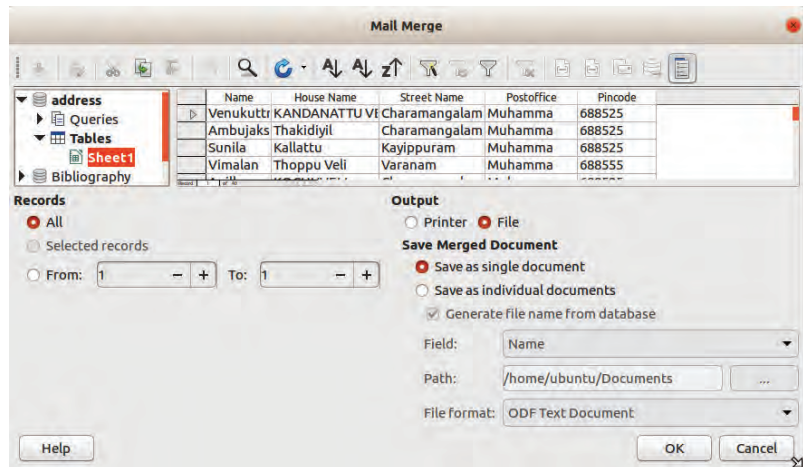 Mail Merge
address
Queries
Tables
Sheet1
Bibliography
Name House Name Street Name Postoffice Pincode
Venukuttı KANDANATTU VE Charamangalam Muhamma 688525
Ambujaks Thakidiyil Charamangalam Muhamma 688525
Sunila Kallattu Kayippuram Muhamma 688525
Vimalan Thoppu Veli Varanam Muhamma 688555
Records
All
Selected records
From: 1 − + To: 1 − +
Output
Printer File
Save Merged Document
Save as single document
Save as individual documents
Generate file name from database
Field: Name
Path: /home/ubuntu/Documents ...
File format: ODF Text Document
Help OK Cancel